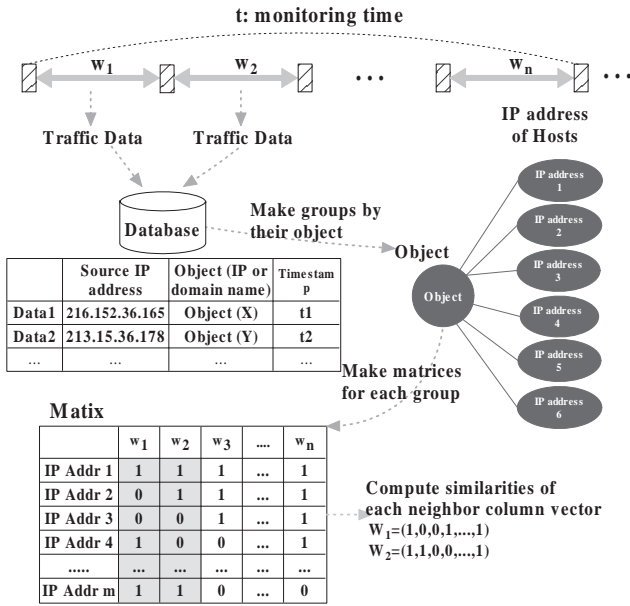 t: monitoring time
w1 w2 ... wn ...
Traffic Data Traffic Data
IP address
of Hosts
Database
Make groups by
their object
Object
Object
IP address
1
IP address
2
IP address
3
IP address
4
IP address
5
IP address
6
Source IP address Object (IP or domain name) Timestamp
Data1 216.152.36.165 Object (X) t1
Data2 213.15.36.178 Object (Y) t2
... ... ... ...
Make matrices
for each group
Matix
w1 w2 w3 .... wn
IP Addr 1 1 1 1 ... 1
IP Addr 2 0 1 1 ... 1
IP Addr 3 0 0 1 ... 1
IP Addr 4 1 0 0 ... 1
..... ... ... ... ... ...
IP Addr m 1 1 0 ... 0
Compute similarities of
each neighbor column vector
W1=(1,0,0,1,...,1)
W2=(1,1,0,0,...,1)